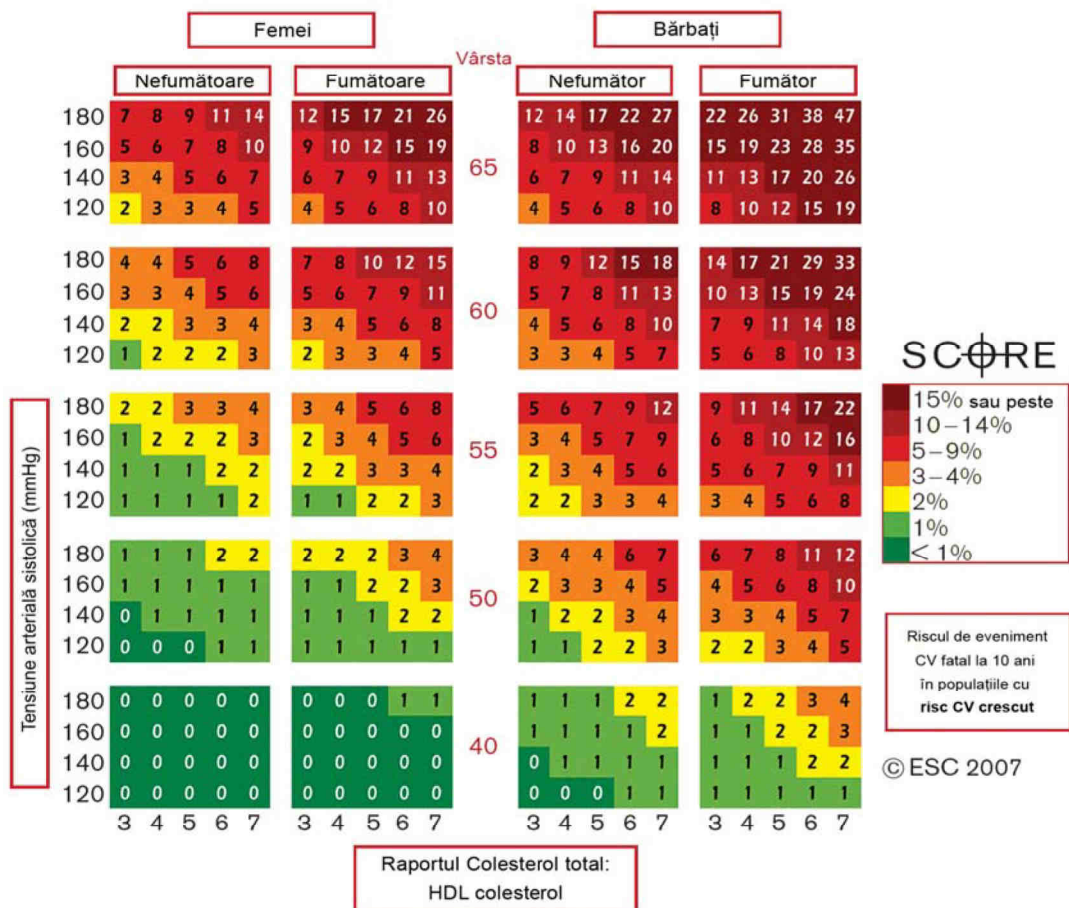 Femei
Bărbați
Vârsta
Nefumătoare
Fumătoare
Nefumător
Fumător
180 7 8 9 11 14 12 15 17 21 26 12 14 17 22 27 22 26 31 38 47
160 5 6 7 8 10 9 10 12 15 19 8 10 13 16 20 15 19 23 28 35
65
140 3 4 5 6 7 6 7 9 11 13 6 7 9 11 14 11 13 17 20 26
120 2 3 3 4 5 4 5 6 8 10 4 5 6 8 10 8 10 12 15 19
180 4 4 5 6 8 7 8 10 12 15 8 9 12 15 18 14 17 21 29 33
160 3 3 4 5 6 5 6 7 9 11 5 7 8 11 13 10 13 15 19 24
60
140 2 2 3 3 4 3 4 5 6 8 4 5 6 8 10 7 9 11 14 18
120 1 2 2 2 3 2 3 3 4 5 3 3 4 5 7 5 6 8 10 13
180 2 2 3 3 4 3 4 5 6 8 5 6 7 9 12 9 11 14 17 22
160 1 2 2 2 3 2 3 4 5 6 3 4 5 7 9 6 8 10 12 16
55
140 1 1 1 2 2 2 2 3 3 4 2 3 4 5 6 5 6 7 9 11
120 1 1 1 1 2 1 1 2 2 3 2 2 3 3 4 3 4 5 6 8
180 1 1 1 2 2 2 2 2 3 4 3 4 4 6 7 6 7 8 11 12
160 1 1 1 1 1 1 1 2 2 3 2 3 3 4 5 4 5 6 8 10
50
140 0 1 1 1 1 1 1 1 2 2 1 2 2 3 4 3 3 4 5 7
120 0 0 0 1 1 1 1 1 1 1 1 1 2 2 3 2 2 3 4 5
180 0 0 0 0 0 0 0 0 1 1 1 1 1 2 2 1 2 2 3 4
160 0 0 0 0 0 0 0 0 0 0 1 1 1 1 2 1 1 2 2 3
40
140 0 0 0 0 0 0 0 0 0 0 0 1 1 1 1 1 1 1 2 2
120 0 0 0 0 0 0 0 0 0 0 0 0 0 1 1 1 1 1 1 1
3 4 5 6 7 3 4 5 6 7 3 4 5 6 7 3 4 5 6 7
Tensiune arterială sistolică (mmHg)
Raportul Colesterol total:
HDL colesterol
SCORE
15% sau peste
10–14%
5–9%
3–4%
2%
1%
< 1%
Riscul de eveniment
CV fatal la 10 ani
în populațiile cu
risc CV crescut
© ESC 2007